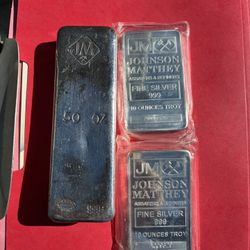 JM
50 OZ
JM
JOHNSON
MATTHEY
ASSAYERS & REFINERS
FINE SILVER
999
10 OUNCES TROY
JM
JOHNSON
MATTHEY
ASSAYERS & REFINERS
FINE SILVER
999
10 OUNCES TROY